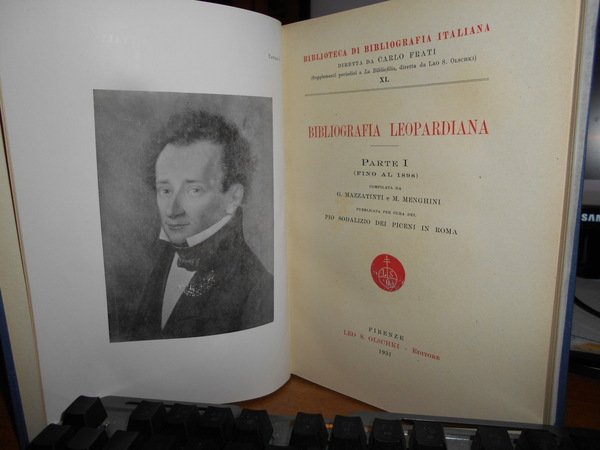 BIBLIOTECA DI BIBLIOGRAFIA ITALIANA
DIRETTA DA CARLO FRATI
(Supplementi periodici a La Bibliofilia, diretta da LEO S. OLSCHKI)
XI.
BIBLIOGRAFIA LEOPARDIANA
PARTE I
(FINO AL 1898)
COMPILATA DA
G. MAZZATINTI E M. MENGHINI
PUBBLICATA PER CURA DEL
PIO SODALIZIO DEI PICENI IN ROMA
FIRENZE
LEO S. OLSCHKI - EDITORE
1931